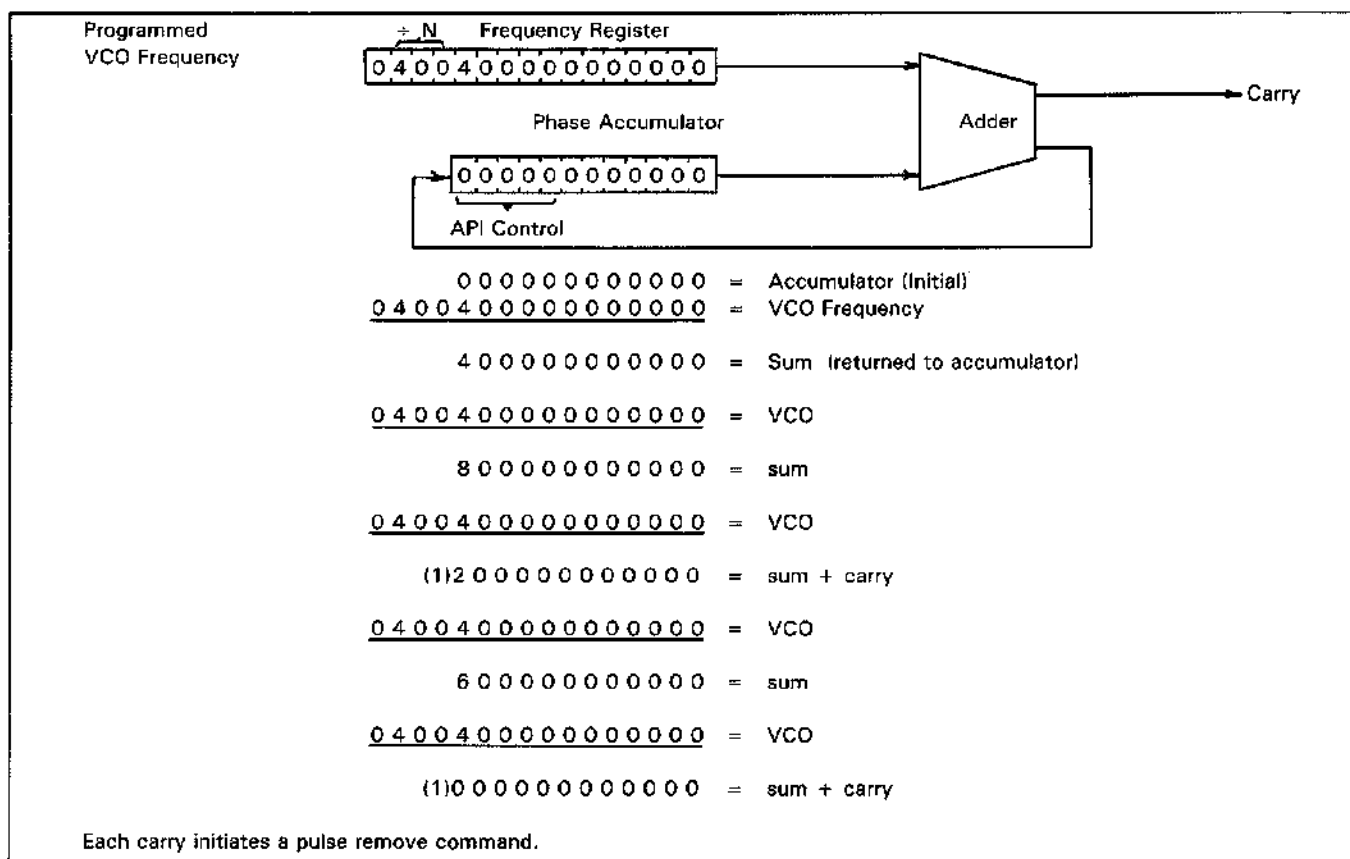 Programmed
VCO Frequency
÷ N Frequency Register
0 4 0 0 4 0 0 0 0 0 0 0 0 0 0 0
Carry
Phase Accumulator
Adder
0 0 0 0 0 0 0 0 0 0 0 0
API Control
0 0 0 0 0 0 0 0 0 0 0 0 = Accumulator (Initial)
0 4 0 0 4 0 0 0 0 0 0 0 0 0 0 0 = VCO Frequency
4 0 0 0 0 0 0 0 0 0 0 0 = Sum (returned to accumulator)
0 4 0 0 4 0 0 0 0 0 0 0 0 0 0 0 = VCO
8 0 0 0 0 0 0 0 0 0 0 0 = sum
0 4 0 0 4 0 0 0 0 0 0 0 0 0 0 0 = VCO
(1)2 0 0 0 0 0 0 0 0 0 0 0 = sum + carry
0 4 0 0 4 0 0 0 0 0 0 0 0 0 0 0 = VCO
6 0 0 0 0 0 0 0 0 0 0 0 = sum
0 4 0 0 4 0 0 0 0 0 0 0 0 0 0 0 = VCO
(1)0 0 0 0 0 0 0 0 0 0 0 0 = sum + carry
Each carry initiates a pulse remove command.